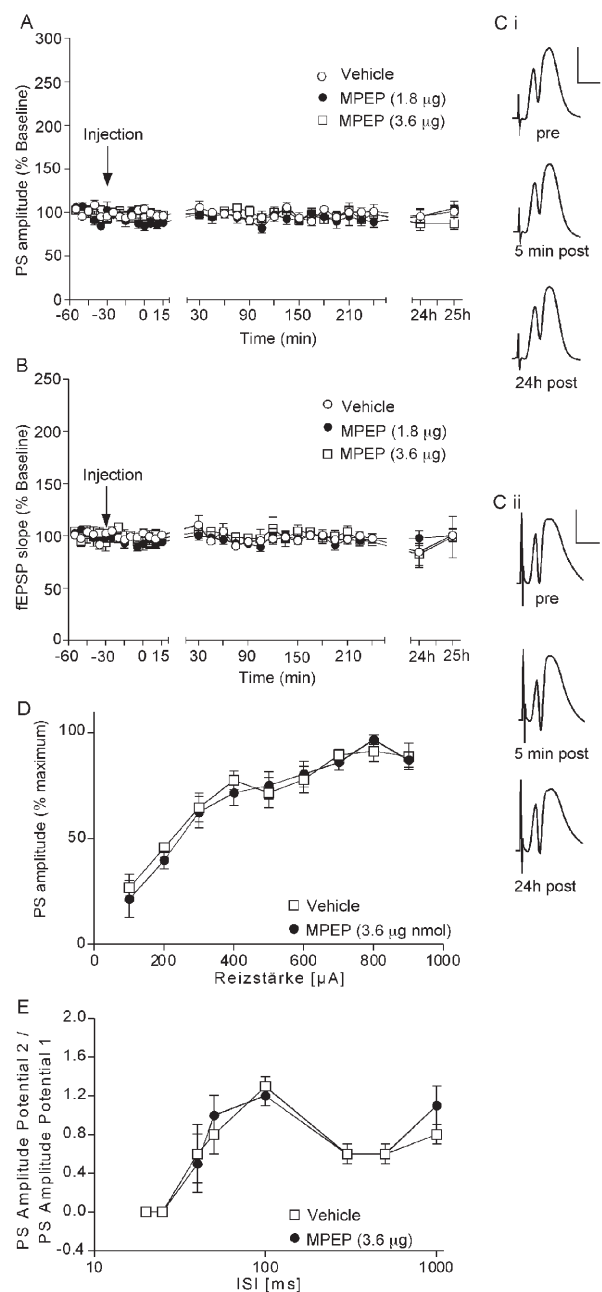 A
PS amplitude (% Baseline)
300
250
200
150
100
50
0
Vehicle
MPEP (1.8 µg)
MPEP (3.6 µg)
Injection
-60 -30 0 15 30 90 150 210 24h 25h
Time (min)
B
fEPSP slope (% Baseline)
250
200
150
100
50
0
Vehicle
MPEP (1.8 µg)
MPEP (3.6 µg)
Injection
-60 -30 0 15 30 90 150 210 24h 25h
Time (min)
C i
pre
5 min post
24h post
C ii
pre
5 min post
24h post
D
PS amplitude (% maximum)
100
50
0
Vehicle
MPEP (3.6 µg nmol)
0 200 400 600 800 1000
Reizstärke [µA]
E
PS Amplitude Potential 2 /
PS Amplitude Potential 1
2.0
1.6
1.2
0.8
0.0
-0.4
Vehicle
MPEP (3.6 µg)
10 100 1000
ISI [ms]